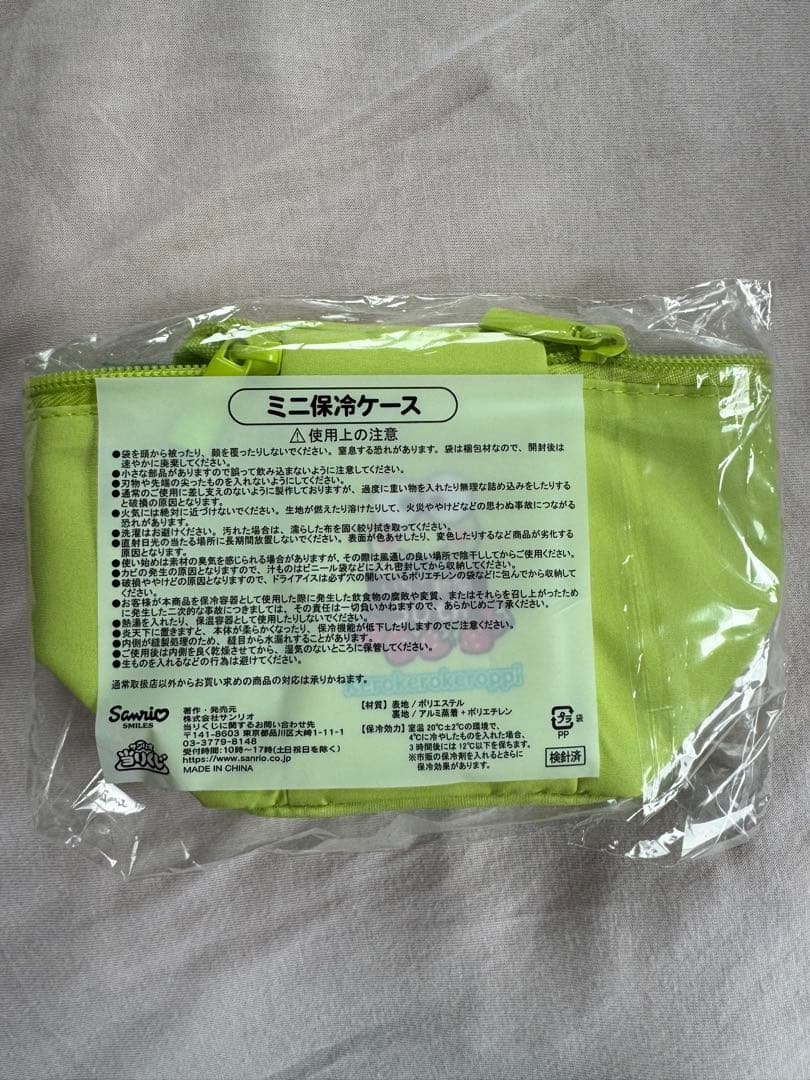 ミニ保冷ケース
⚠使用上の注意
●袋を頭から被ったり、顔を覆ったりしないでください。窒息する恐れがあります。袋は梱包材なので、開封後は
速やかに廃棄してください。
●小さな部品がありますので誤って飲み込まないように注意してください。
●刃物や先端の尖ったものを入れないようにしてください。
●通常のご使用に差し支えのないように製作しておりますが、過度に重い物を入れたり無理な詰め込みをしたりする
と破損の原因となります。
●火気には絶対に近づけないでください。生地が燃えたり溶けたりして、火災ややけどなどの思わぬ事故につながる
恐れがあります。
●洗濯はお避けください。汚れた場合は、濡らした布を固く絞り拭き取ってください。
●直射日光の当たる場所に長期間放置しないでください。表面が色あせたり、変色したりするなど商品が劣化する
原因となります。
●使い始めは素材の臭気を感じられる場合がありますが、その際は風通しの良い場所で陰干ししてからご使用ください。
●カビの発生の原因となりますので、汁ものはビニール袋などに入れ密封してから収納してください。
●破損ややけどの原因となりますので、ドライアイスは必ず穴の開いているポリエチレンの袋などに包んでから収納して
ください。
●お客様が本商品を保冷容器として使用した際に発生した飲食物の腐敗や変質、またはそれらを召し上がったため
に発生した二次的な事故につきましては、その責任は一切負いかねますので、あらかじめご了承ください。
●熱湯を入れたり、保温容器として使用したりしないでください。
●炎天下に置きますと、本体が柔らかくなったり、保冷機能が低下したりしますのでご注意ください。
●内側が縫製処理のため、縫目から水漏れすることがあります。
●ご使用後は内側を良く乾燥させてから、湿気のないところに保管してください。
●生ものを入れるなどの行為は避けてください。
通常取扱店以外からお買い求めの商品の対応は承りかねます。
Sanrio
SMILES
サンリオ
当りくじ
著作・発売元
株式会社サンリオ
当りくじに関するお問い合わせ先
〒141-8603 東京都品川区大崎1-11-1
03-3779-8148
受付時間:10時〜17時(土日祝日を除く)
https://www.sanrio.co.jp
MADE IN CHINA
【材質】表地/ポリエステル
裏地/アルミ蒸着+ポリエチレン
【保冷効力】室温20℃±2℃の環境で、
4℃に冷やしたものを入れた場合、
3時間後には12℃以下を保ちます。
※市販の保冷剤を入れるとさらに
保冷効果があります。
プラ 袋
PP
検針済
kerokerokeroppi